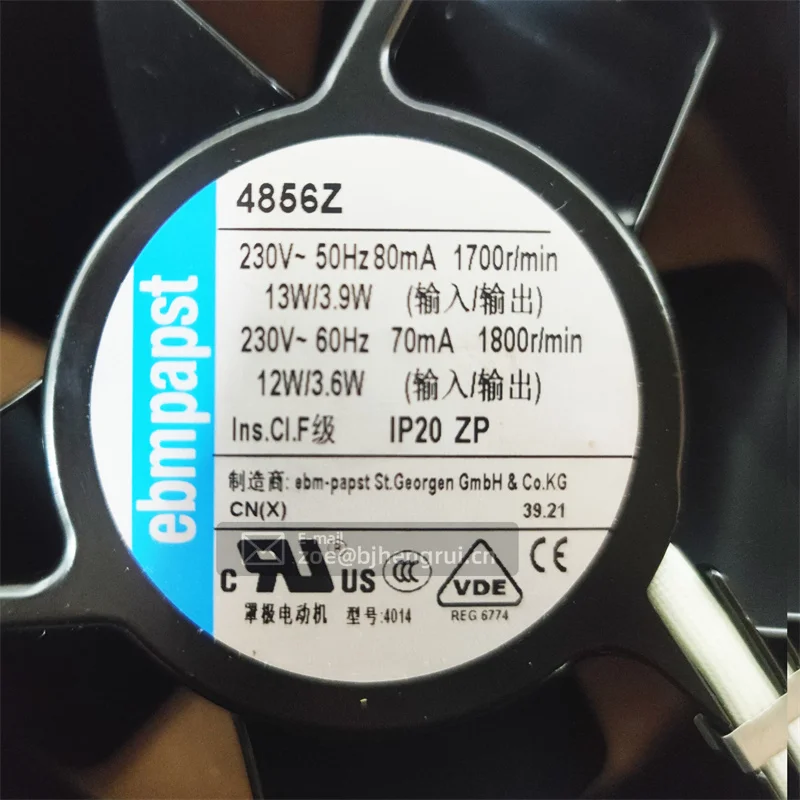 ebmpapst
4856Z
230V~ 50Hz 80mA 1700r/min
13W/3.9W (输入/输出)
230V~ 60Hz 70mA 1800r/min
12W/3.6W (输入/输出)
Ins.Cl.F级 IP20 ZP
制造商: ebm-papst St.Georgen GmbH & Co.KG
CN(X) 39.21
E-mail
zoe@bjhangrui.cn
C UR US CCC VDE CE
REG 6774
罩极电动机 型号:4014